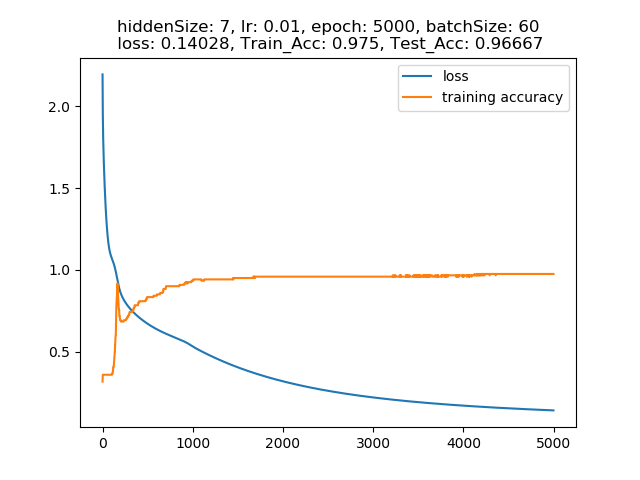 hiddenSize: 7, lr: 0.01, epoch: 5000, batchSize: 60
loss: 0.14028, Train_Acc: 0.975, Test_Acc: 0.96667
loss
training accuracy
2.0
1.5
1.0
0.5
0 1000 2000 3000 4000 5000